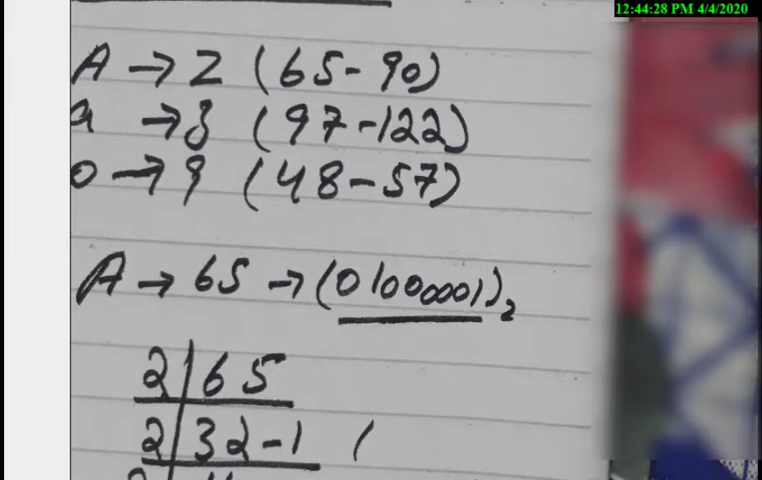 12:44:28 PM 4/4/2020
A → Z (65-90)
a → z (97-122)
0 → 9 (48-57)
A → 65 → (01000001)₂
2 | 65
2 | 32 - 1 (